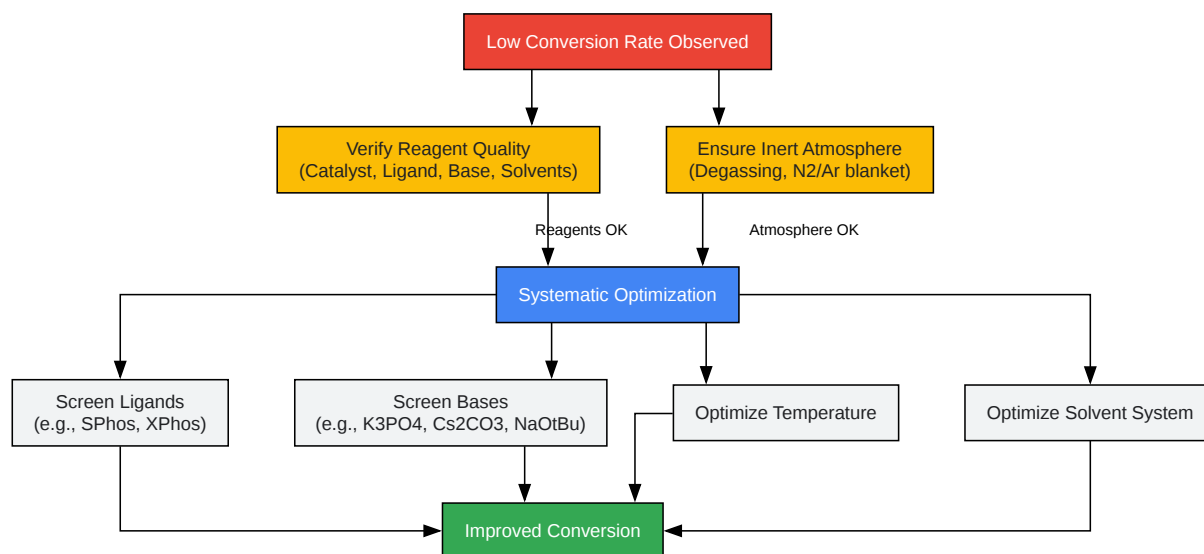 Low Conversion Rate Observed
Verify Reagent Quality
(Catalyst, Ligand, Base, Solvents)
Ensure Inert Atmosphere
(Degassing, N2/Ar blanket)
Reagents OK
Atmosphere OK
Systematic Optimization
Screen Ligands
(e.g., SPhos, XPhos)
Screen Bases
(e.g., K3PO4, Cs2CO3, NaOtBu)
Optimize Temperature
Optimize Solvent System
Improved Conversion